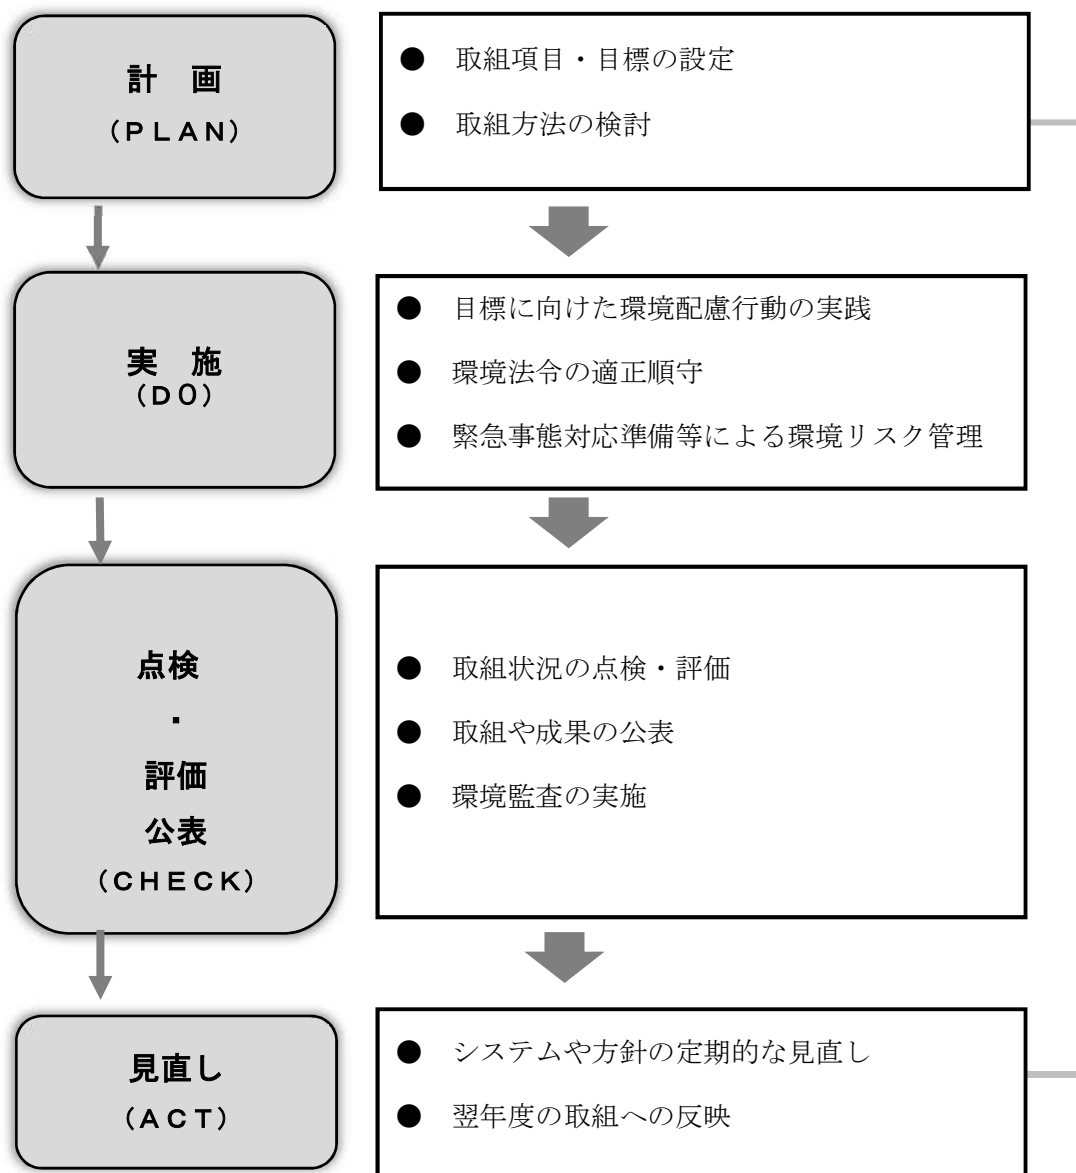 計　画
（ＰＬＡＮ）
● 取組項目・目標の設定
● 取組方法の検討
実　施
（ＤＯ）
● 目標に向けた環境配慮行動の実践
● 環境法令の適正順守
● 緊急事態対応準備等による環境リスク管理
点検
・
評価
公表
（ＣＨＥＣＫ）
● 取組状況の点検・評価
● 取組や成果の公表
● 環境監査の実施
見直し
（ＡＣＴ）
● システムや方針の定期的な見直し
● 翌年度の取組への反映